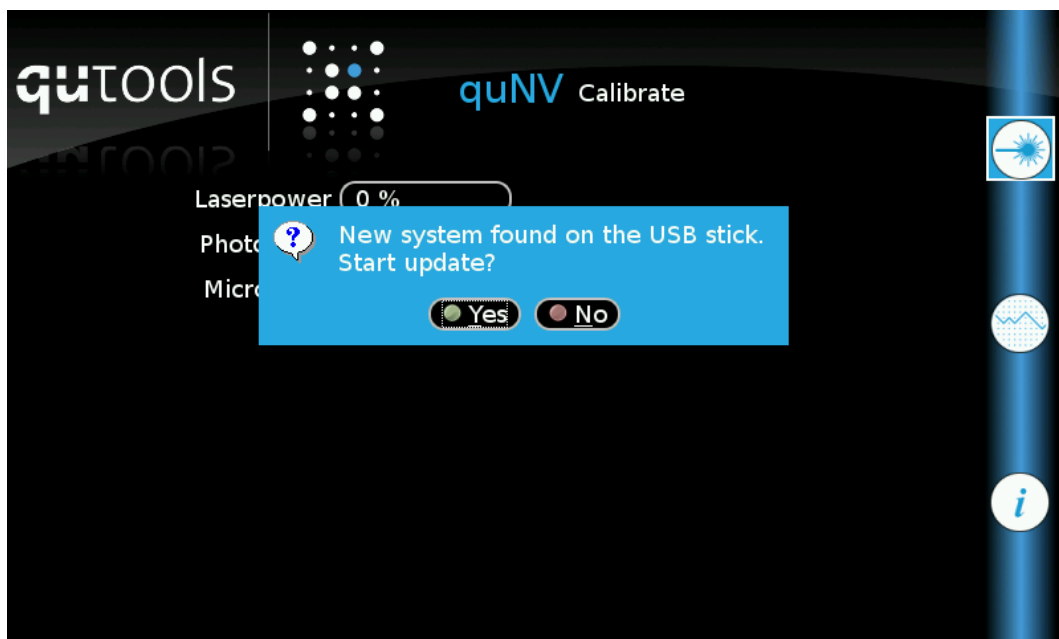 qutools
quNV Calibrate
Laserpower 0 %
New system found on the USB stick.
Start update?
Yes No